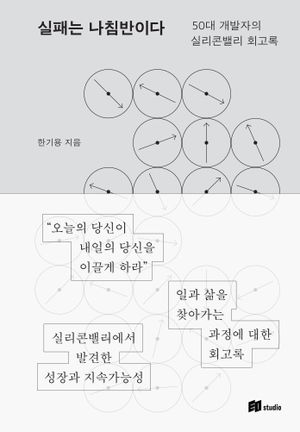 실패는 나침반이다
50대 개발자의
실리콘밸리 회고록
한기용 지음
“오늘의 당신이
내일의 당신을
이끌게 하라”
일과 삶을
찾아가는
과정에 대한
회고록
실리콘밸리에서
발견한
성장과 지속가능성
EO studio